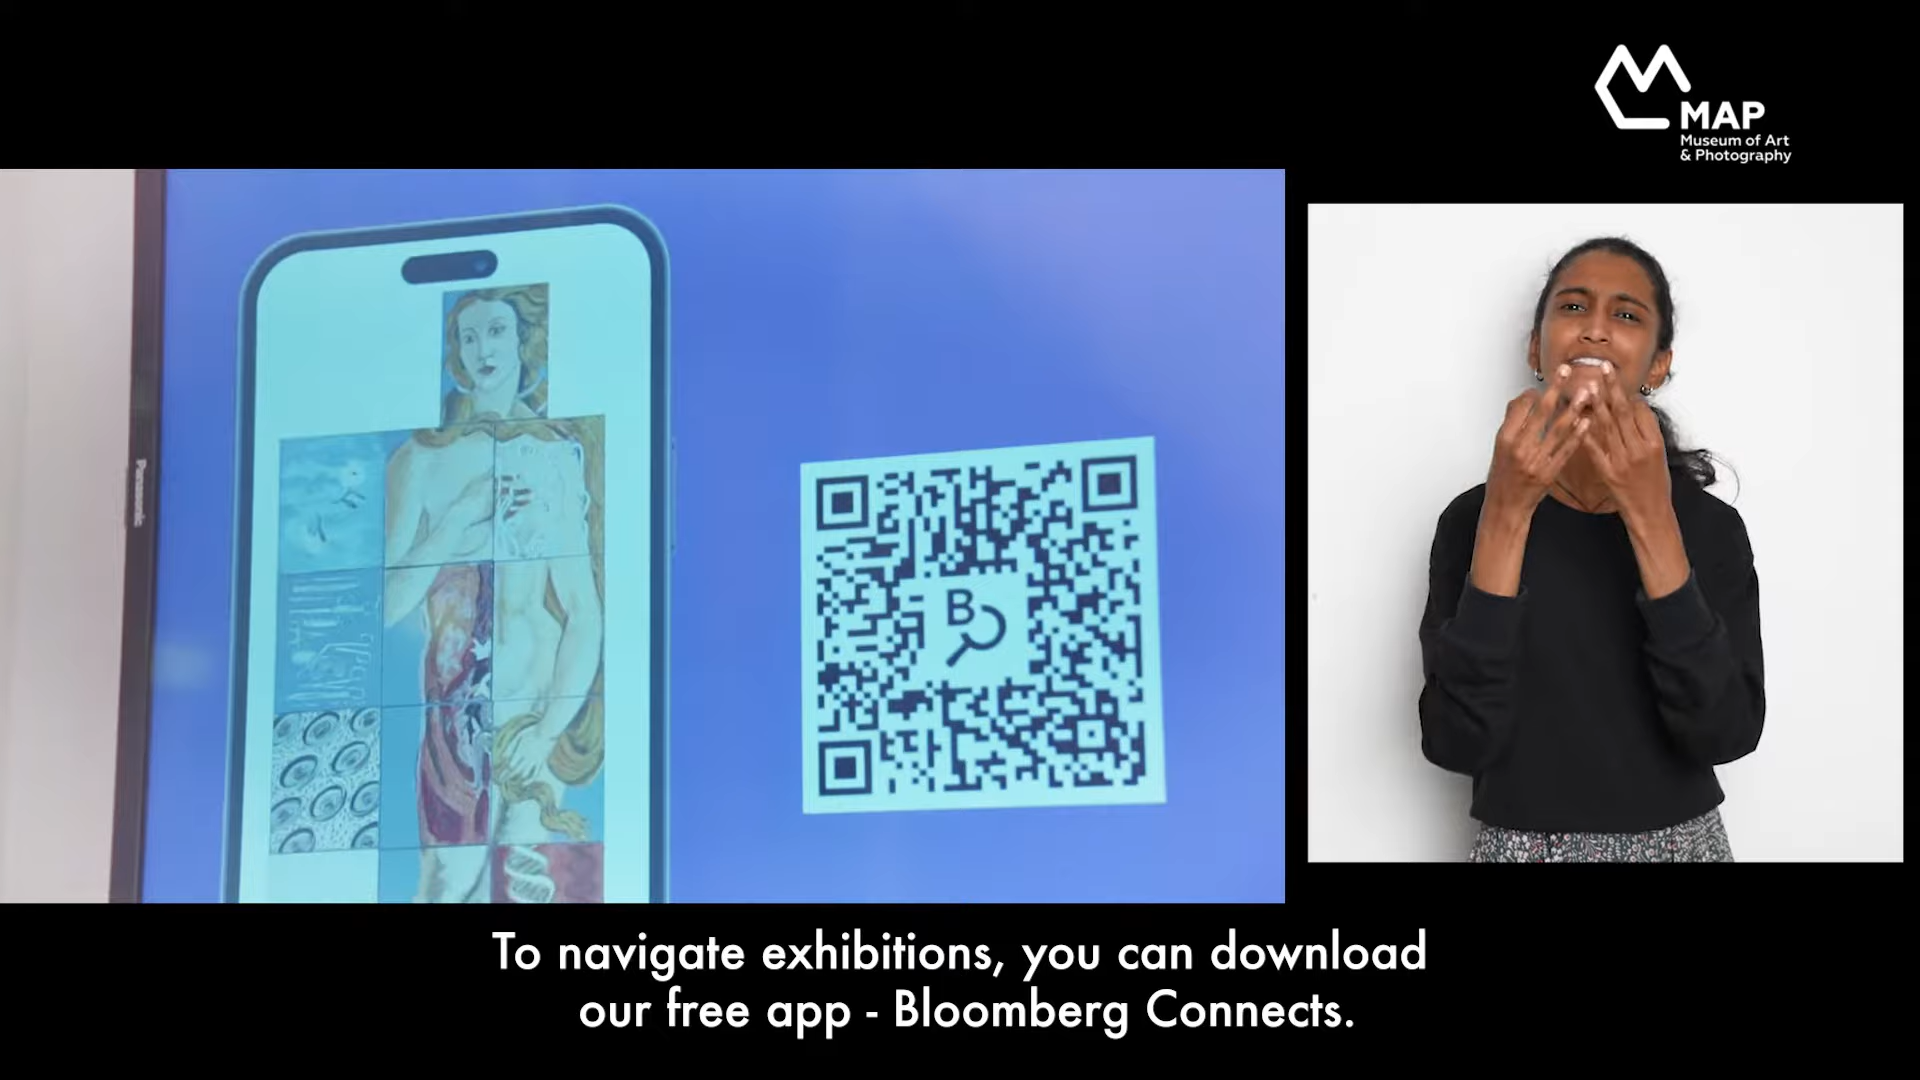 MAP
Museum of Art
& Photography
Panasonic
B
To navigate exhibitions, you can download
our free app - Bloomberg Connects.